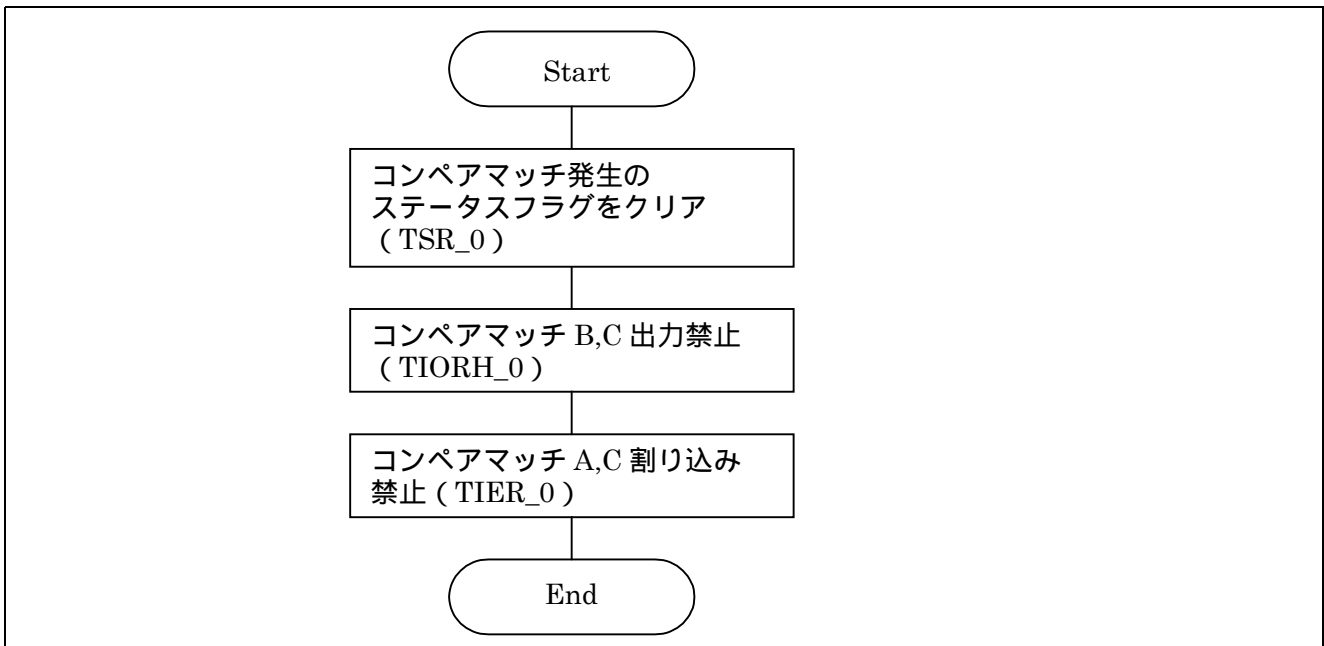 Start
コンペアマッチ発生の
ステータスフラグをクリア
(TSR_0)
コンペアマッチ B,C 出力禁止
(TIORH_0)
コンペアマッチ A,C 割り込み
禁止(TIER_0)
End